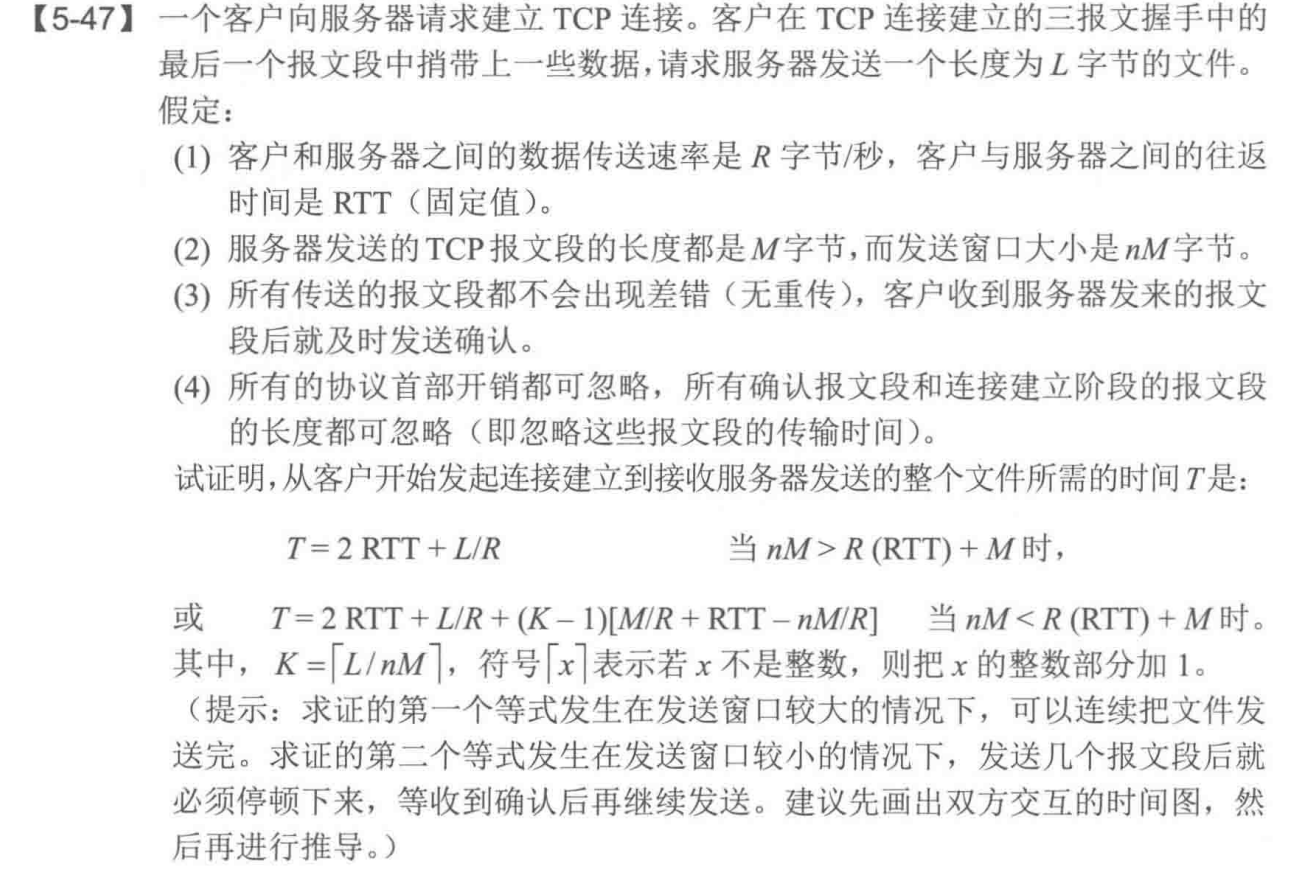 【5-47】 一个客户向服务器请求建立 TCP 连接。客户在 TCP 连接建立的三报文握手中的
最后一个报文段中捎带上一些数据，请求服务器发送一个长度为 L 字节的文件。
假定：
(1) 客户和服务器之间的数据传送速率是 R 字节/秒，客户与服务器之间的往返
时间是 RTT（固定值）。
(2) 服务器发送的 TCP 报文段的长度都是 M 字节，而发送窗口大小是 nM 字节。
(3) 所有传送的报文段都不会出现差错（无重传），客户收到服务器发来的报文
段后就及时发送确认。
(4) 所有的协议首部开销都可忽略，所有确认报文段和连接建立阶段的报文段
的长度都可忽略（即忽略这些报文段的传输时间）。
试证明，从客户开始发起连接建立到接收服务器发送的整个文件所需的时间 T 是：
T = 2 RTT + L/R 当 nM > R (RTT) + M 时，
或 T = 2 RTT + L/R + (K – 1)[M/R + RTT – nM/R] 当 nM < R (RTT) + M 时。
其中，K = ⌈L / nM⌉，符号⌈x⌉表示若 x 不是整数，则把 x 的整数部分加 1。
（提示：求证的第一个等式发生在发送窗口较大的情况下，可以连续把文件发
送完。求证的第二个等式发生在发送窗口较小的情况下，发送几个报文段后就
必须停顿下来，等收到确认后再继续发送。建议先画出双方交互的时间图，然
后再进行推导。）